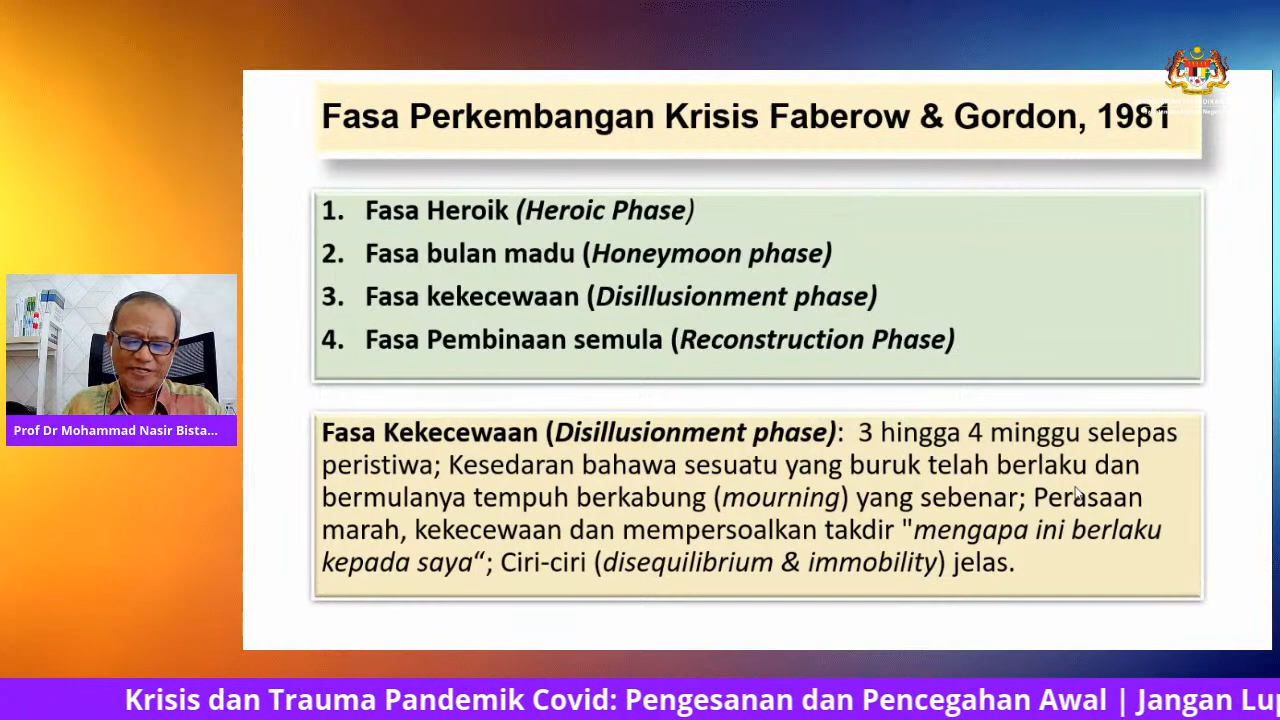 Fasa Perkembangan Krisis Faberow & Gordon, 1981
1. Fasa Heroik (Heroic Phase)
2. Fasa bulan madu (Honeymoon phase)
3. Fasa kekecewaan (Disillusionment phase)
4. Fasa Pembinaan semula (Reconstruction Phase)
Fasa Kekecewaan (Disillusionment phase): 3 hingga 4 minggu selepas
peristiwa; Kesedaran bahawa sesuatu yang buruk telah berlaku dan
bermulanya tempuh berkabung (mourning) yang sebenar; Perasaan
marah, kekecewaan dan mempersoalkan takdir "mengapa ini berlaku
kepada saya“; Ciri-ciri (disequilibrium & immobility) jelas.
Prof Dr Mohammad Nasir Bista...
Krisis dan Trauma Pandemik Covid: Pengesanan dan Pencegahan Awal | Jangan Lup